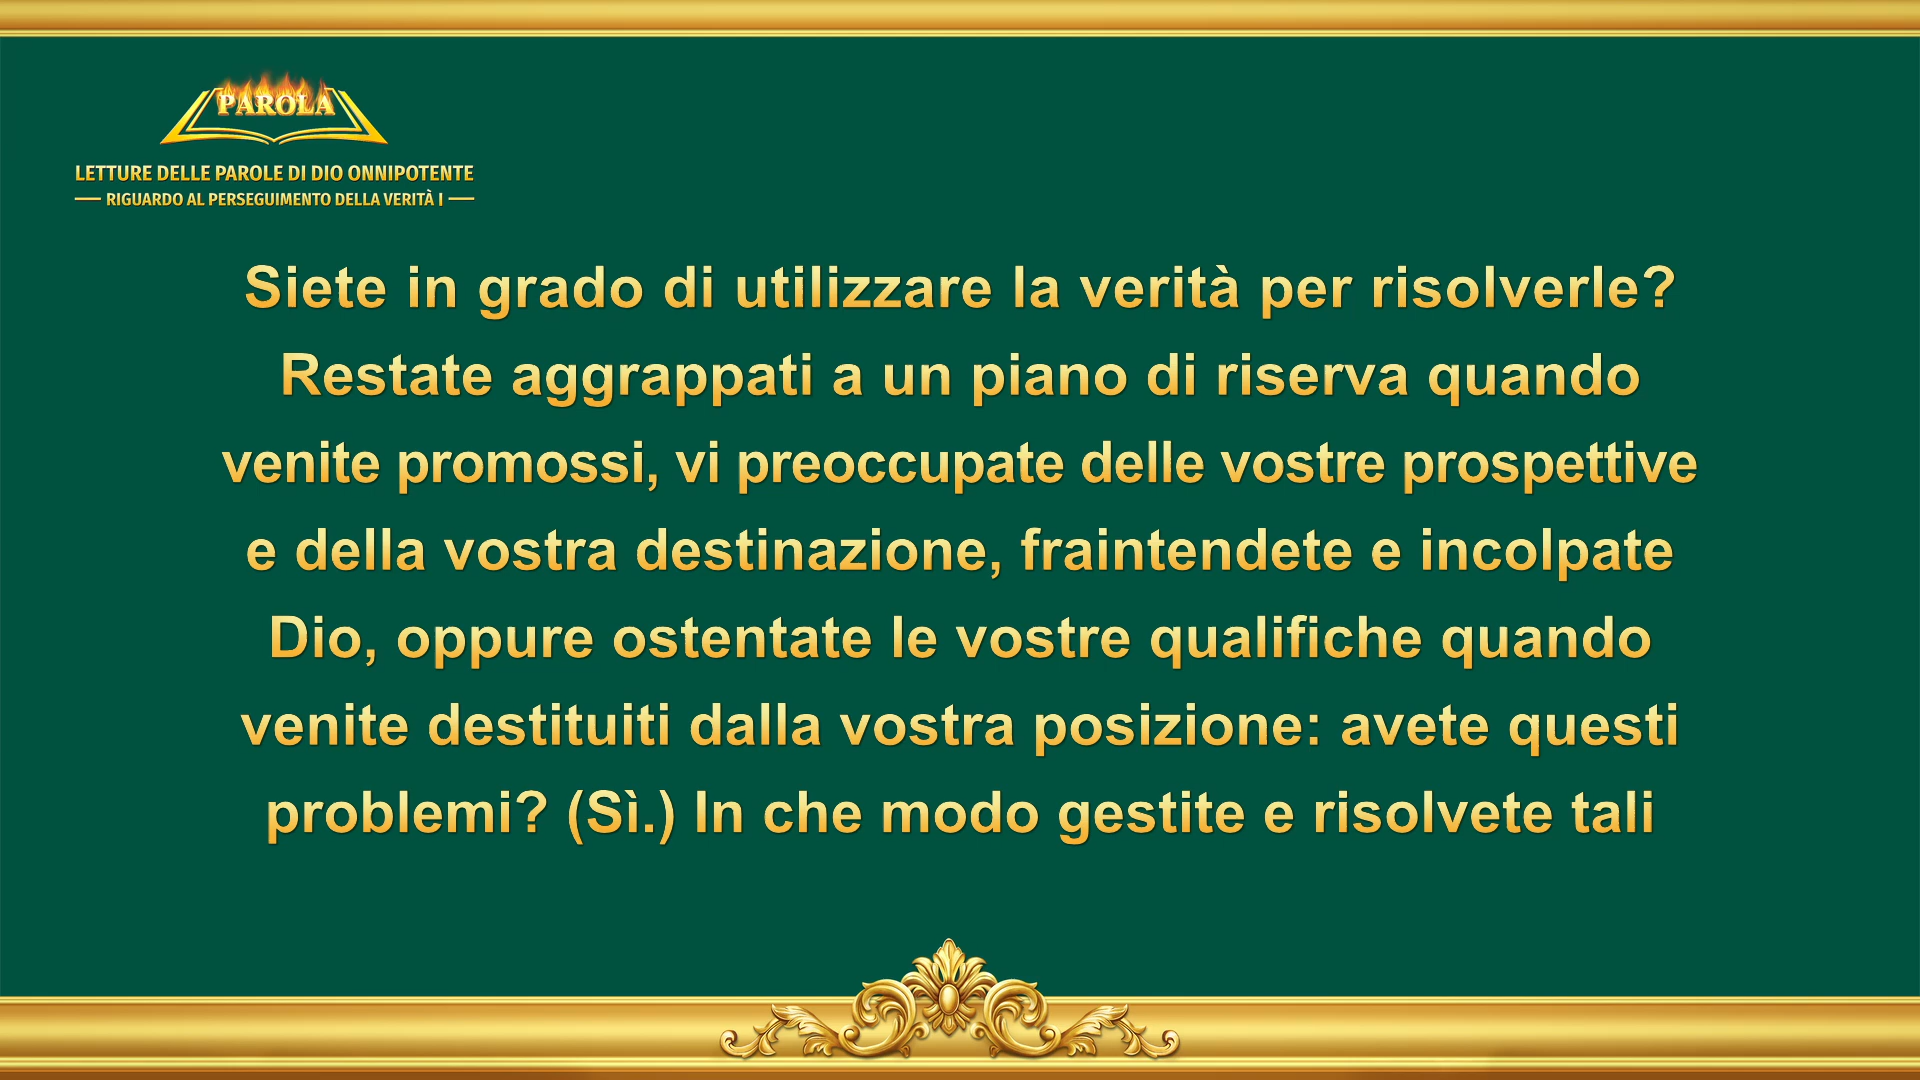 PAROLA
LETTURE DELLE PAROLE DI DIO ONNIPOTENTE
RIGUARDO AL PERSEGUIMENTO DELLA VERITÀ I
Siete in grado di utilizzare la verità per risolverle?
Restate aggrappati a un piano di riserva quando
venite promossi, vi preoccupate delle vostre prospettive
e della vostra destinazione, fraintendete e incolpate
Dio, oppure ostentate le vostre qualifiche quando
venite destituiti dalla vostra posizione: avete questi
problemi? (Sì.) In che modo gestite e risolvete tali